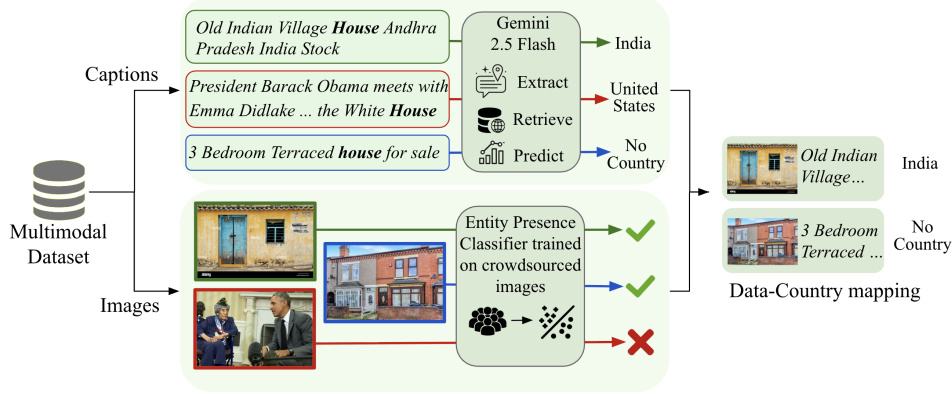 Captions
Old Indian Village House Andhra
Pradesh India Stock
President Barack Obama meets with
Emma Didlake ... the White House
3 Bedroom Terraced house for sale
Gemini
2.5 Flash
Extract
Retrieve
Predict
India
United
States
No
Country
Multimodal
Dataset
Images
Entity Presence
Classifier trained
on crowdsourced
images
Old Indian
Village...
India
3 Bedroom
Terraced ...
No
Country
Data-Country mapping